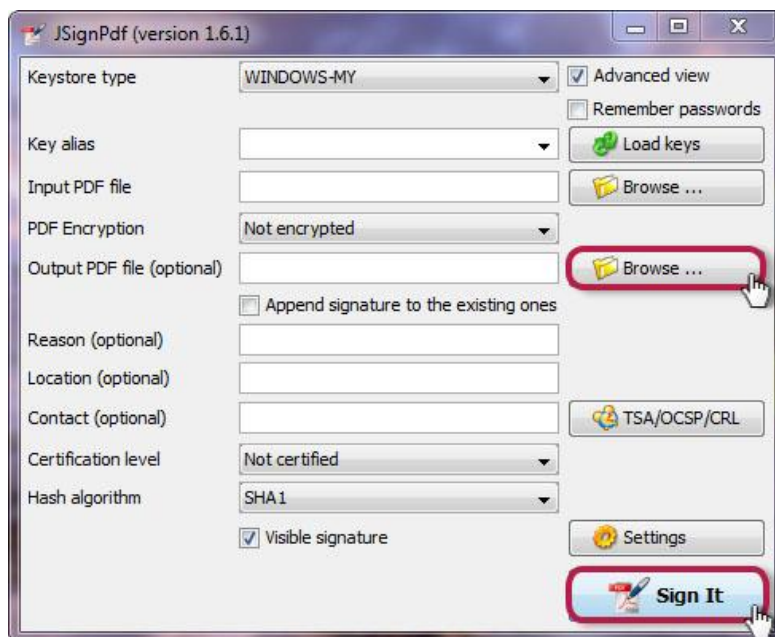 JSignPdf (version 1.6.1)
Keystore type WINDOWS-MY Advanced view
Remember passwords
Key alias Load keys
Input PDF file Browse ...
PDF Encryption Not encrypted
Output PDF file (optional) Browse ...
Append signature to the existing ones
Reason (optional)
Location (optional)
Contact (optional) TSA/OCSP/CRL
Certification level Not certified
Hash algorithm SHA1
Visible signature Settings
Sign It